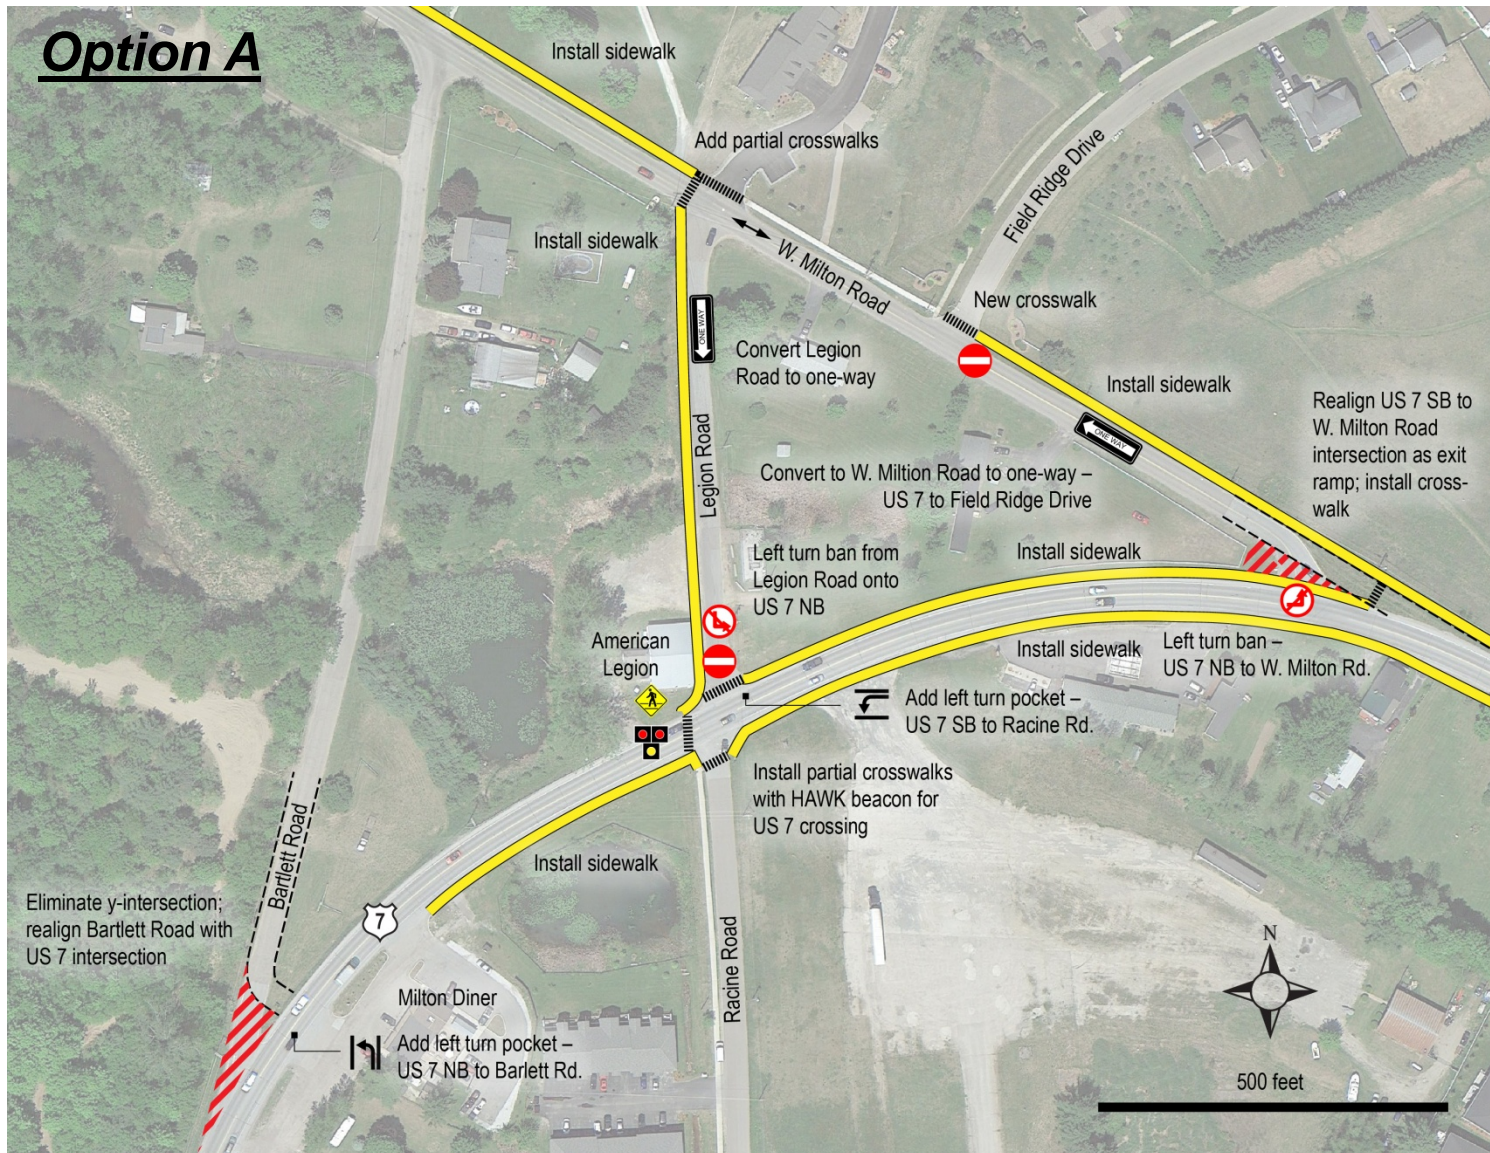 Option A
Install sidewalk
Add partial crosswalks
Field Ridge Drive
Install sidewalk
W. Milton Road
New crosswalk
ONE WAY
Convert Legion
Road to one-way
Install sidewalk
Realign US 7 SB to
W. Milton Road
intersection as exit
ramp; install cross-
walk
ONE WAY
Legion Road
Convert to W. Miltion Road to one-way –
US 7 to Field Ridge Drive
Left turn ban from
Legion Road onto
US 7 NB
Install sidewalk
American
Legion
Install sidewalk
Left turn ban –
US 7 NB to W. Milton Rd.
Add left turn pocket –
US 7 SB to Racine Rd.
Install partial crosswalks
with HAWK beacon for
US 7 crossing
Bartlett Road
Install sidewalk
Eliminate y-intersection;
realign Bartlett Road with
US 7 intersection
7
Racine Road
N
Milton Diner
Add left turn pocket –
US 7 NB to Barlett Rd.
500 feet